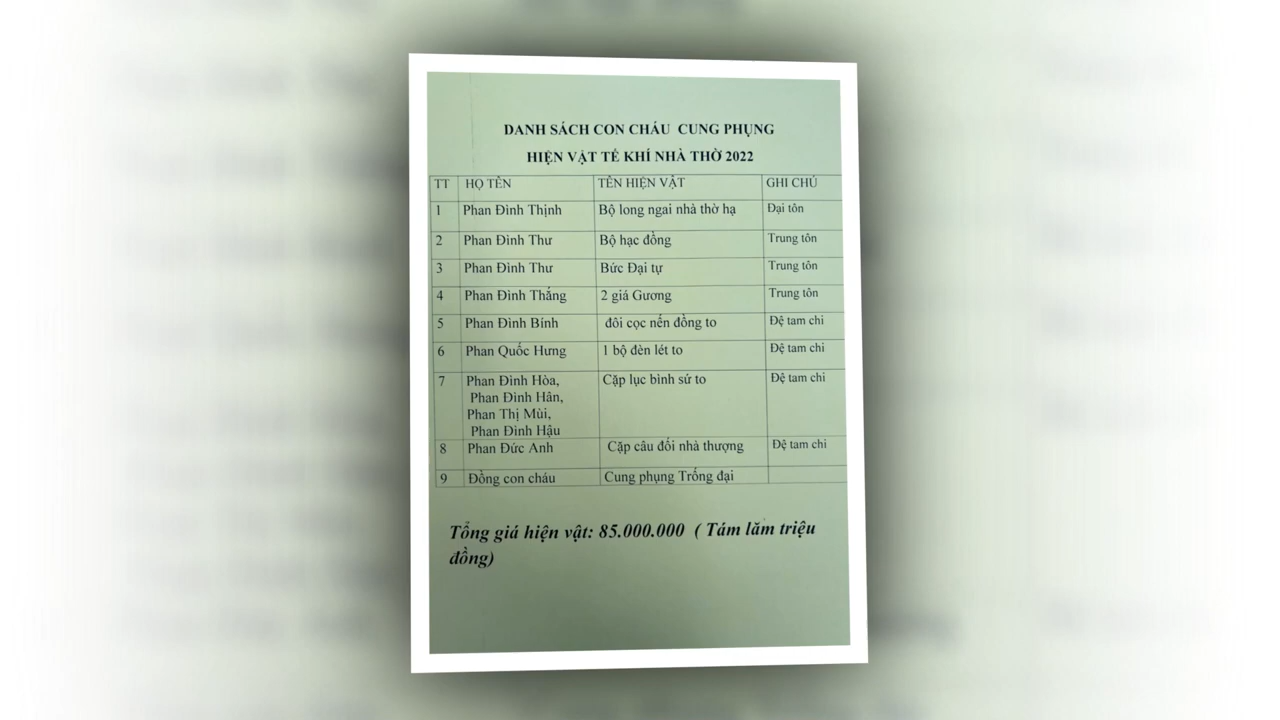 DANH SÁCH CON CHÁU CUNG PHỤNG
HIỆN VẬT TẾ KHÍ NHÀ THỜ 2022
TT HỌ TÊN TÊN HIỆN VẬT GHI CHÚ
1 Phan Đình Thịnh Bộ long ngai nhà thờ hạ Đại tôn
2 Phan Đình Thư Bộ hạc đồng Trung tôn
3 Phan Đình Thư Bức Đại tự Trung tôn
4 Phan Đình Thắng 2 giá Gương Trung tôn
5 Phan Đình Bính đôi cọc nến đồng to Đệ tam chi
6 Phan Quốc Hưng 1 bộ đèn lét to Đệ tam chi
7 Phan Đình Hòa, Cặp lục bình sứ to Đệ tam chi
Phan Đình Hân,
Phan Thị Mùi,
Phan Đình Hậu
8 Phan Đức Anh Cặp câu đối nhà thượng Đệ tam chi
9 Đồng con cháu Cung phụng Trống đại
Tổng giá hiện vật: 85.000.000 ( Tám lăm triệu
đồng)